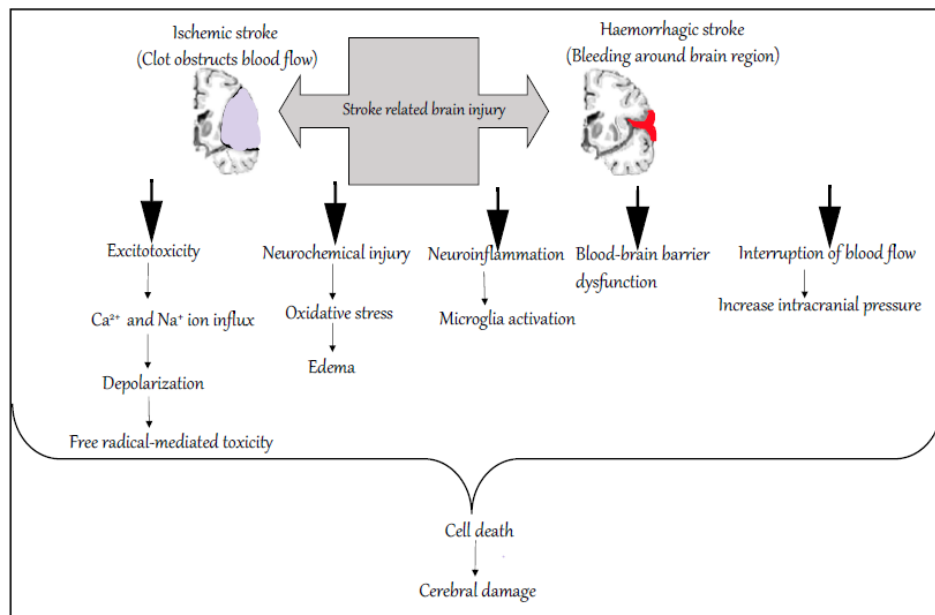 Ischemic stroke
(Clot obstructs blood flow)
Haemorrhagic stroke
(Bleeding around brain region)
Stroke related brain injury
Excitotoxicity
Ca²⁺ and Na⁺ ion influx
Depolarization
Free radical-mediated toxicity
Neurochemical injury
Oxidative stress
Edema
Neuroinflammation
Microglia activation
Blood-brain barrier
dysfunction
Interruption of blood flow
Increase intracranial pressure
Cell death
Cerebral damage